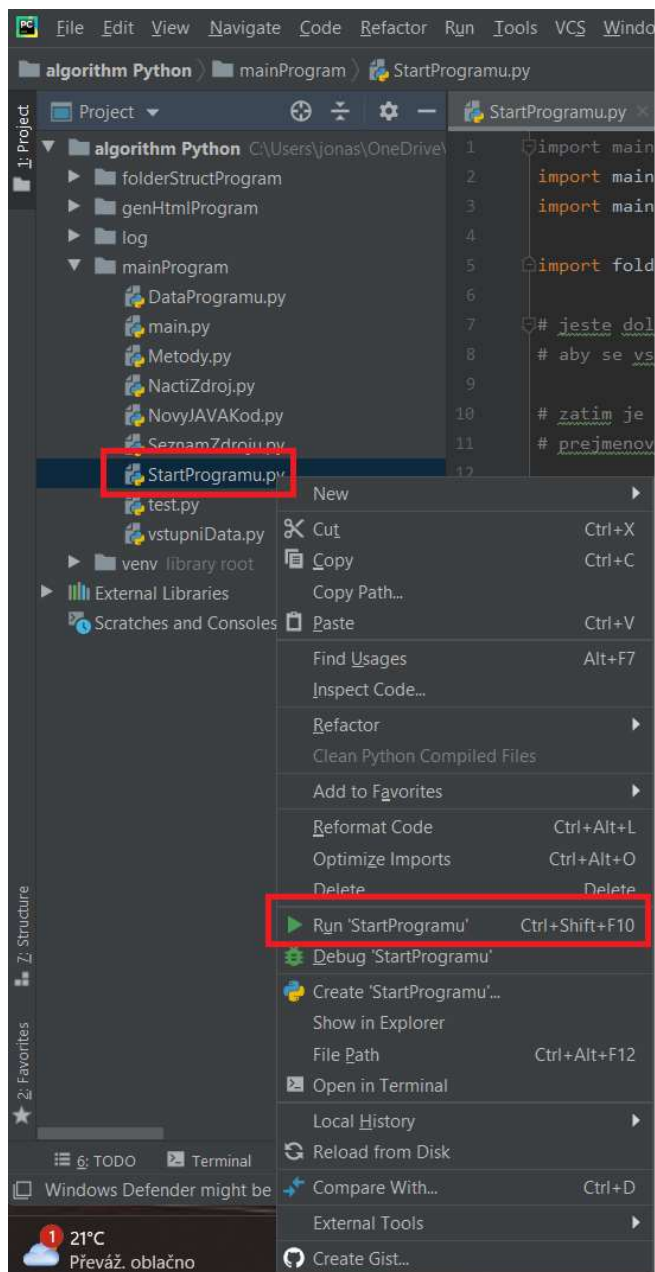 PC File Edit View Navigate Code Refactor Run Tools VCS
algorithm Python mainProgram StartProgramu.py
1: Project
Project
StartProgramu.py
algorithm Python C:\Users\jonas\OneDrive\
folderStructProgram
genHtmlProgram
log
mainProgram
DataProgramu.py
main.py
Metody.py
NactiZdroj.py
NovyJAVAKod.py
SeznamZdroju.py
StartProgramu.py
test.py
vstupniData.py
venv library root
External Libraries
Scratches and Consoles
1 import main
2 import main
3 import main
4
5 import fold
6
7 # jeste dol
8 # aby se vs
9
10 # zatim je
11 # prejmenov
12
New
Cut Ctrl+X
Copy Ctrl+C
Copy Path...
Paste Ctrl+V
Find Usages Alt+F7
Inspect Code...
Refactor
Clean Python Compiled Files
Add to Favorites
Reformat Code Ctrl+Alt+L
Optimize Imports Ctrl+Alt+O
Delete Delete
Run 'StartProgramu' Ctrl+Shift+F10
Debug 'StartProgramu'
Create 'StartProgramu'...
Show in Explorer
File Path Ctrl+Alt+F12
Open in Terminal
Local History
Reload from Disk
Compare With... Ctrl+D
External Tools
Create Gist...
7: Structure
2: Favorites
6: TODO Terminal
Windows Defender might be
1 21°C
Převáž. oblačno